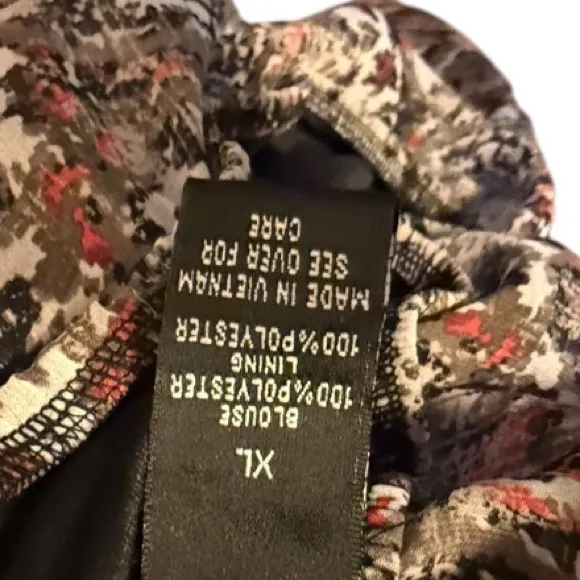 XL
BLOUSE
100%POLYESTER
LINING
100%POLYESTER
MADE IN VIETNAM
SEE OVER FOR
CARE